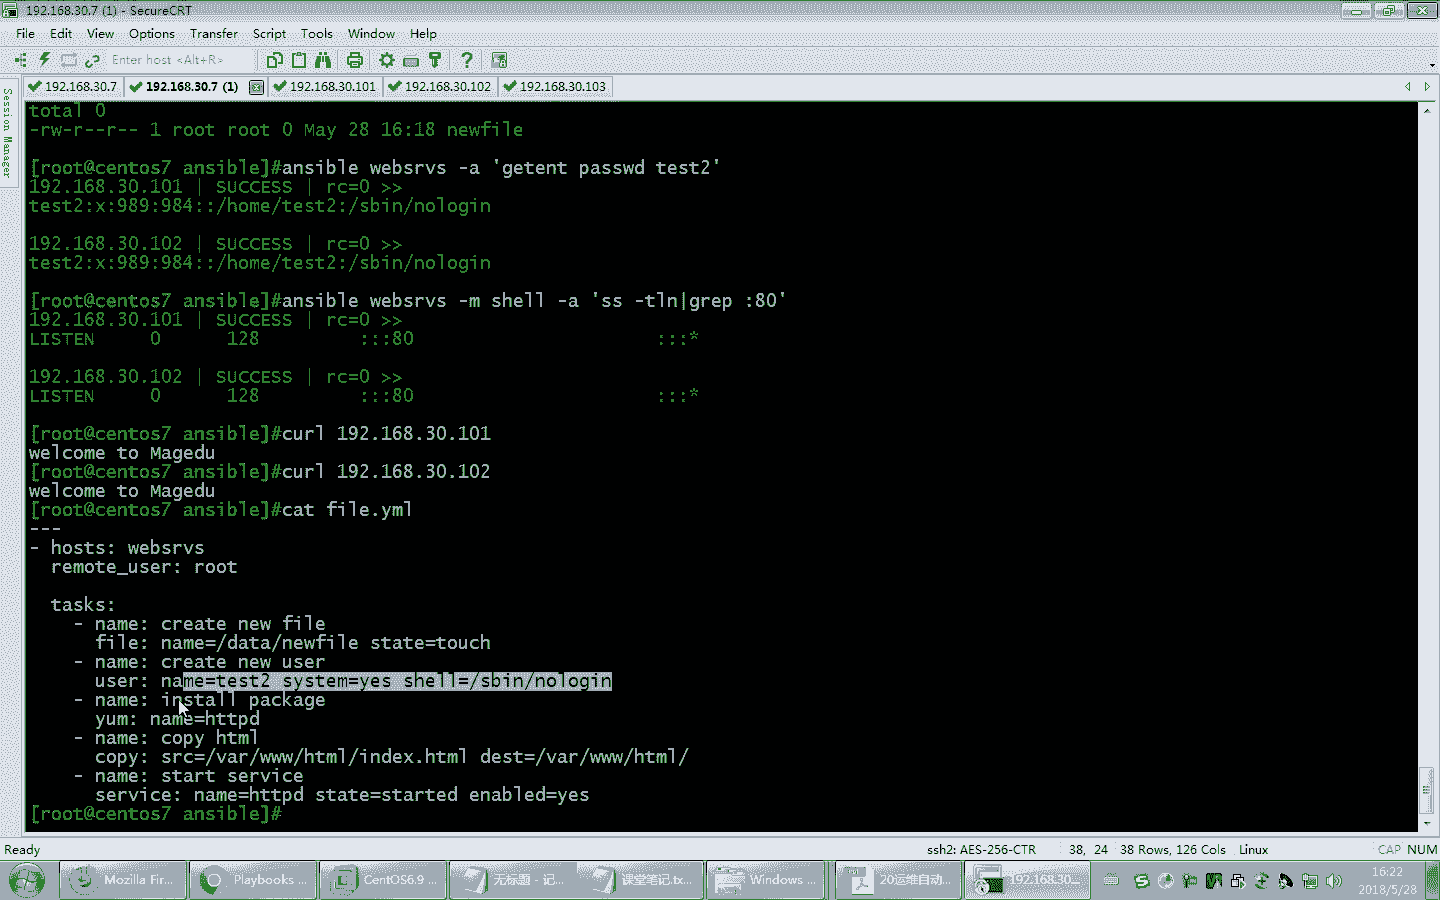 192.168.30.7 (1) - SecureCRT
File Edit View Options Transfer Script Tools Window Help
Enter host <Alt+R>
192.168.30.7 192.168.30.7 (1) 192.168.30.101 192.168.30.102 192.168.30.103
Session Manager
total 0
-rw-r--r-- 1 root root 0 May 28 16:18 newfile
[root@centos7 ansible]#ansible websrvs -a 'getent passwd test2'
192.168.30.101 | SUCCESS | rc=0 >>
test2:x:989:984::/home/test2:/sbin/nologin
192.168.30.102 | SUCCESS | rc=0 >>
test2:x:989:984::/home/test2:/sbin/nologin
[root@centos7 ansible]#ansible websrvs -m shell -a 'ss -tln|grep :80'
192.168.30.101 | SUCCESS | rc=0 >>
LISTEN 0 128 :::80 :::*
192.168.30.102 | SUCCESS | rc=0 >>
LISTEN 0 128 :::80 :::*
[root@centos7 ansible]#curl 192.168.30.101
welcome to Magedu
[root@centos7 ansible]#curl 192.168.30.102
welcome to Magedu
[root@centos7 ansible]#cat file.yml
---
- hosts: websrvs
remote_user: root
tasks:
- name: create new file
file: name=/data/newfile state=touch
- name: create new user
user: name=test2 system=yes shell=/sbin/nologin
- name: install package
yum: name=httpd
- name: copy html
copy: src=/var/www/html/index.html dest=/var/www/html/
- name: start service
service: name=httpd state=started enabled=yes
[root@centos7 ansible]#
Ready ssh2: AES-256-CTR 38, 24 38 Rows, 126 Cols Linux CAP NUM
Mozilla Fir... Playbooks ... CentOS6.9 ... 无标题 - 记... 课堂笔记.tx... Windows ... 20运维自动... 192.168.30... 16:22
2018/5/28